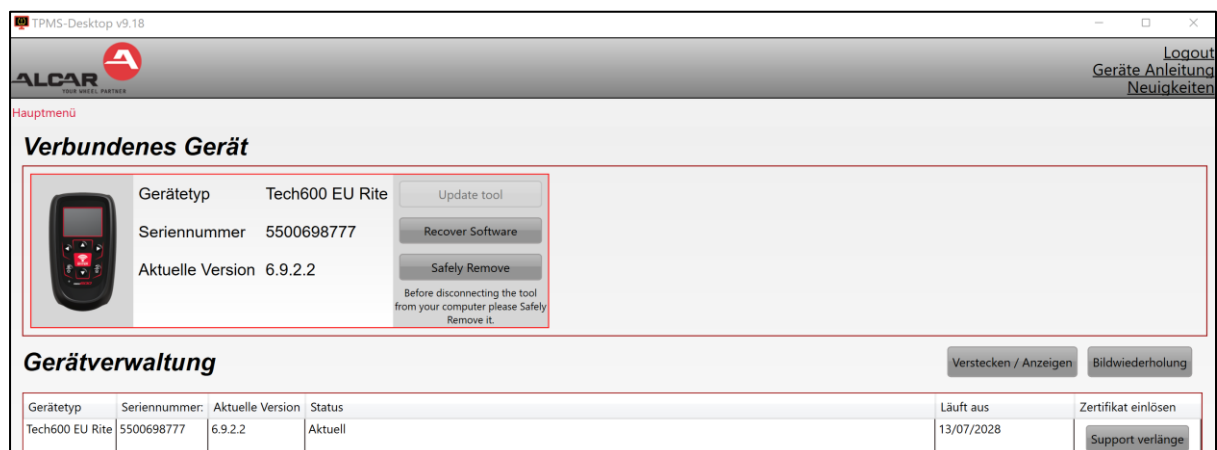 TPMS-Desktop v9.18
ALCAR
YOUR WHEEL PARTNER
Logout
Geräte Anleitung
Neuigkeiten
Hauptmenü
Verbundenes Gerät
Gerätetyp Tech600 EU Rite
Update tool
Seriennummer 5500698777
Recover Software
Aktuelle Version 6.9.2.2
Safely Remove
Before disconnecting the tool
from your computer please Safely
Remove it.
Gerätverwaltung
Verstecken / Anzeigen
Bildwiederholung
Gerätetyp Seriennummer: Aktuelle Version Status Läuft aus Zertifikat einlösen
Tech600 EU Rite 5500698777 6.9.2.2 Aktuell 13/07/2028
Support verlänge